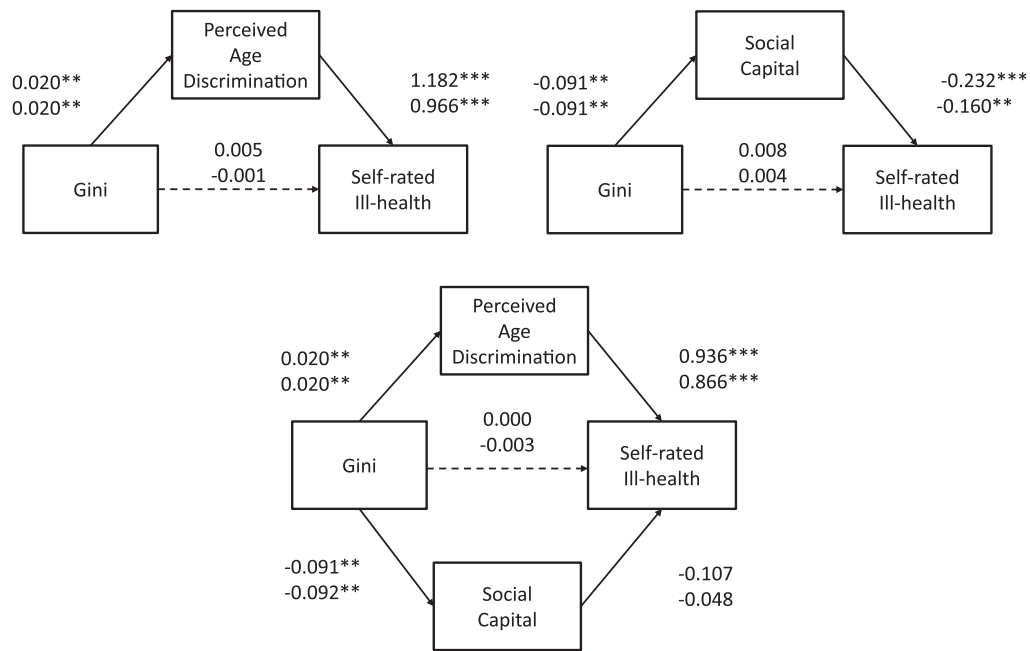 Perceived
Age
Discrimination
0.020**
0.020**
1.182***
0.966***
Gini
0.005
-0.001
Self-rated
Ill-health
Social
Capital
-0.091**
-0.091**
-0.232***
-0.160**
Gini
0.008
0.004
Self-rated
Ill-health
Perceived
Age
Discrimination
0.020**
0.020**
0.936***
0.866***
Gini
0.000
-0.003
Self-rated
Ill-health
-0.091**
-0.092**
Social
Capital
-0.107
-0.048